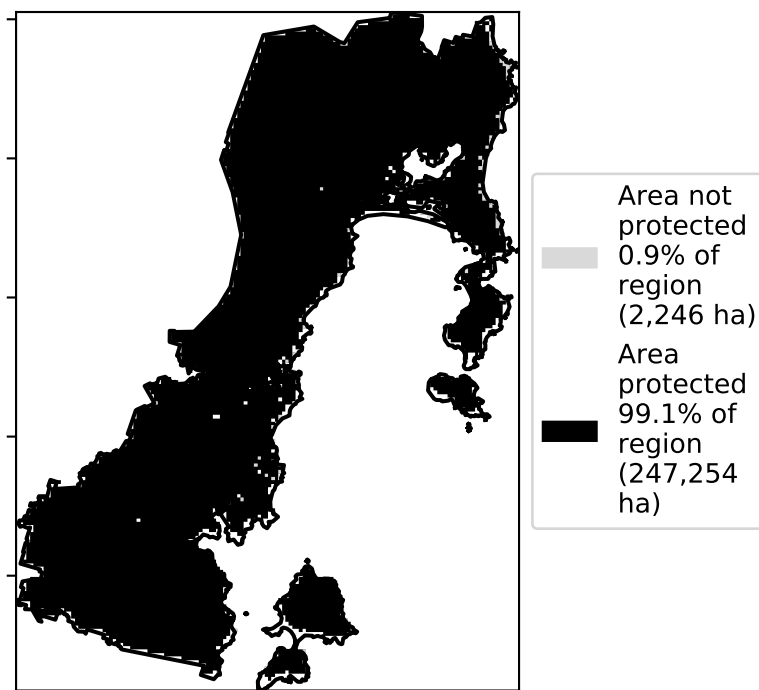 Area not
protected
0.9% of
region
(2,246 ha)
Area
protected
99.1% of
region
(247,254
ha)